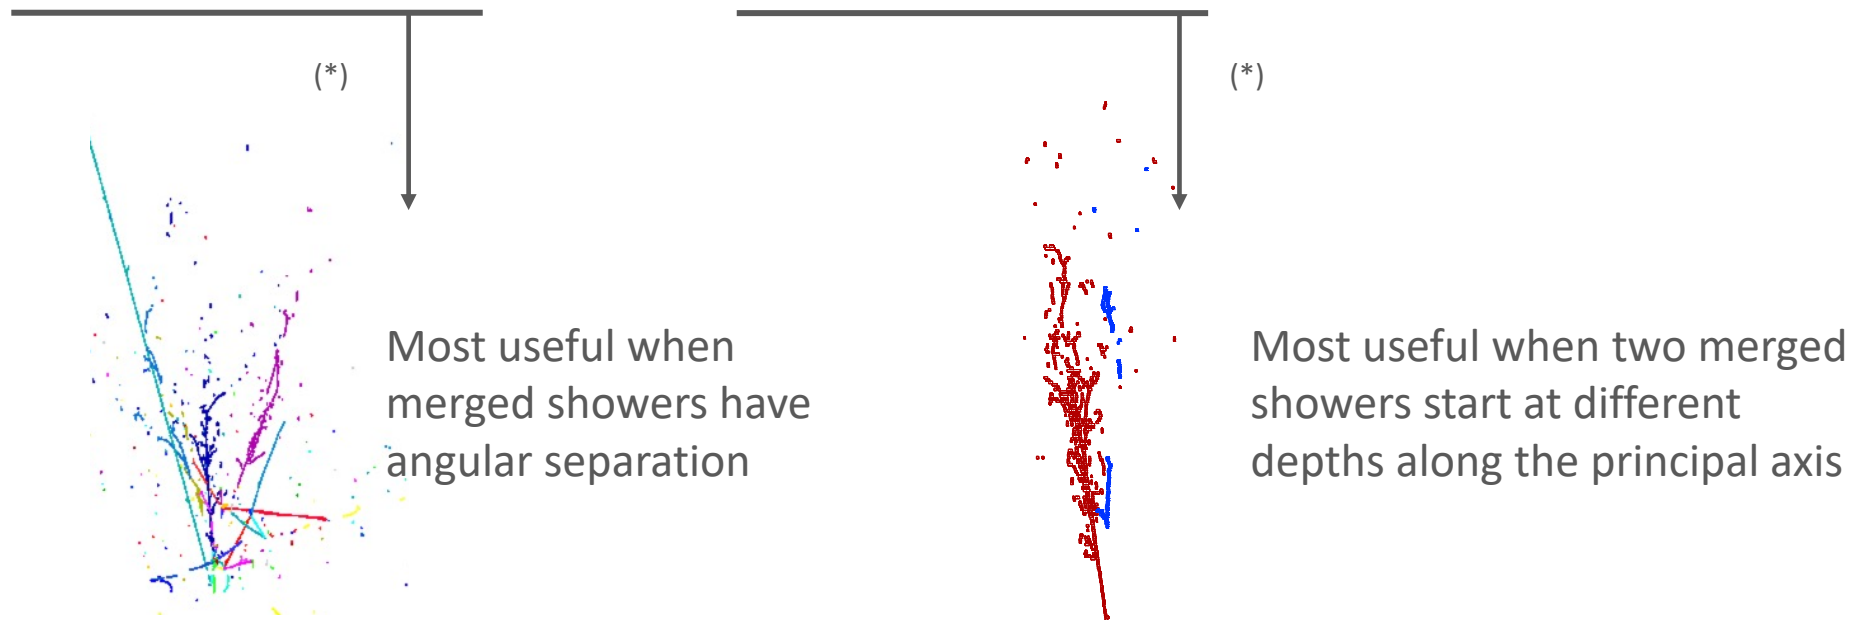 (*)
Most useful when
merged showers have
angular separation
(*)
Most useful when two merged
showers start at different
depths along the principal axis